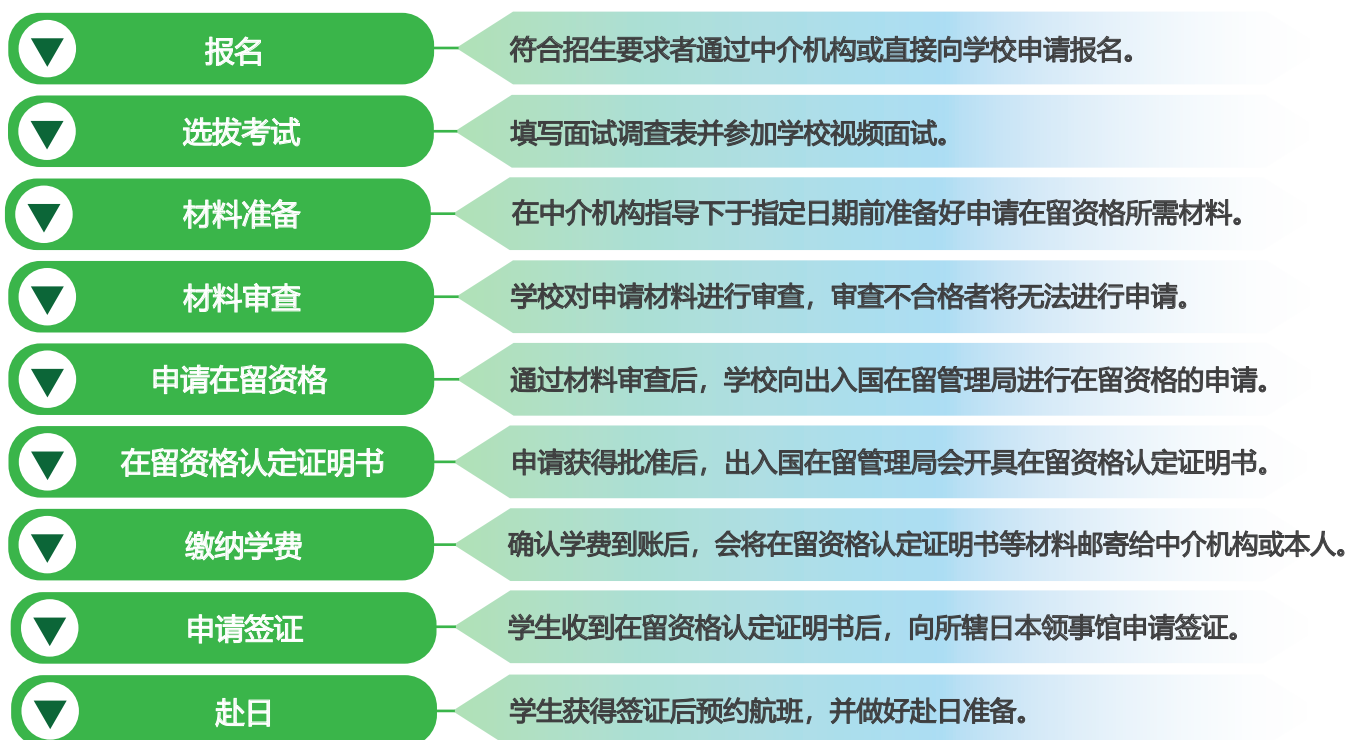 报名
符合招生要求者通过中介机构或直接向学校申请报名。
选拔考试
填写面试调查表并参加学校视频面试。
材料准备
在中介机构指导下于指定日期前准备好申请在留资格所需材料。
材料审查
学校对申请材料进行审查，审查不合格者将无法进行申请。
申请在留资格
通过材料审查后，学校向出入国在留管理局进行在留资格的申请。
在留资格认定证明书
申请获得批准后，出入国在留管理局会开具在留资格认定证明书。
缴纳学费
确认学费到账后，会将在留资格认定证明书等材料邮寄给中介机构或本人。
申请签证
学生收到在留资格认定证明书后，向所辖日本领事馆申请签证。
赴日
学生获得签证后预约航班，并做好赴日准备。